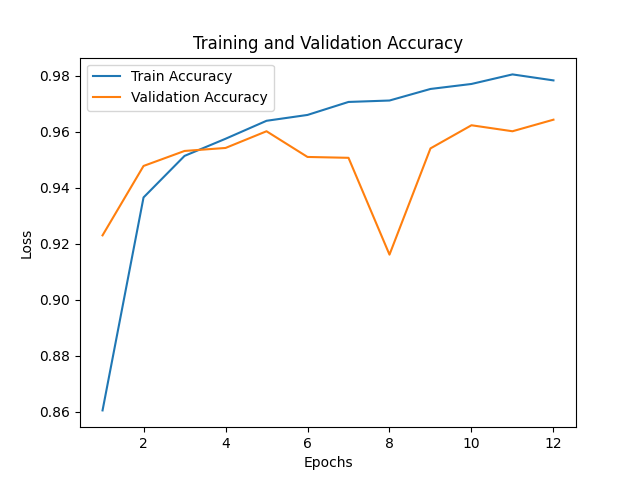 Training and Validation Accuracy
Train Accuracy
Validation Accuracy
0.98
0.96
0.94
0.92
0.90
0.88
0.86
Loss
2 4 6 8 10 12
Epochs